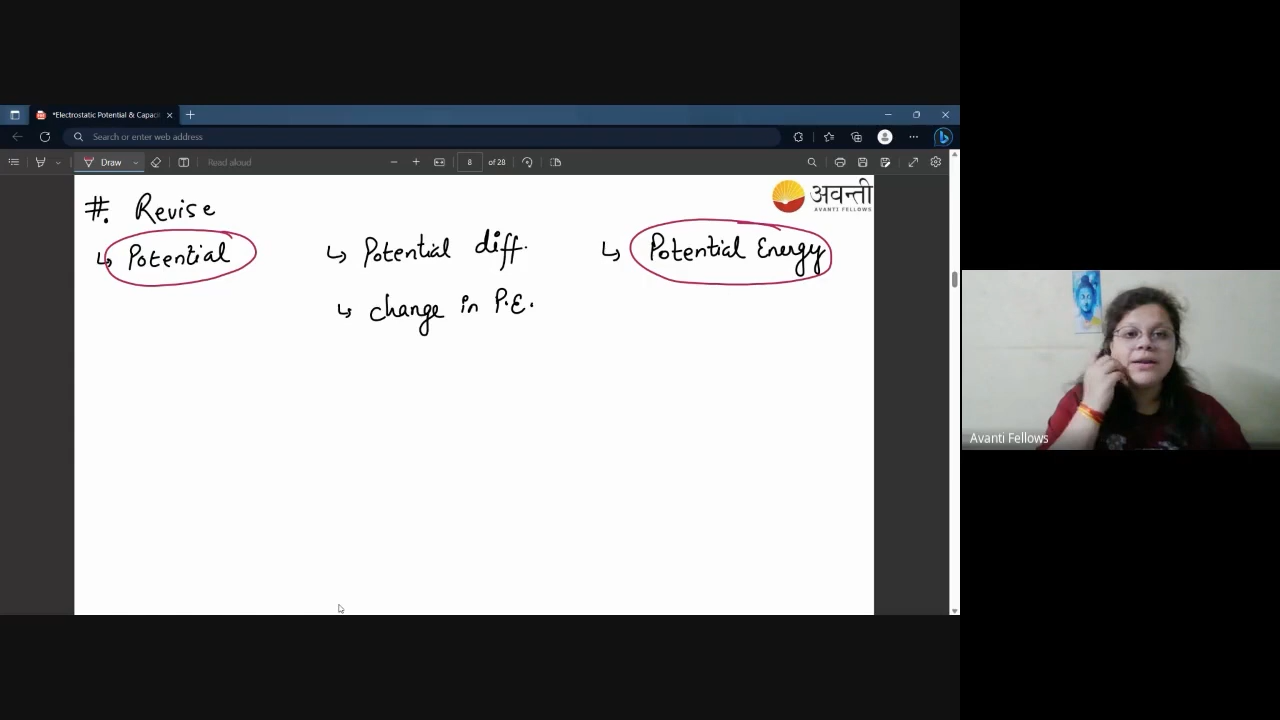 *Electrostatic Potential & Capaci
Search or enter web address
Draw
Read aloud
8 of 28
#. Revise
अवन्ती
AVANTI FELLOWS
↳ Potential ↳ Potential diff. ↳ Potential Energy
↳ change in P.E.
Avanti Fellows